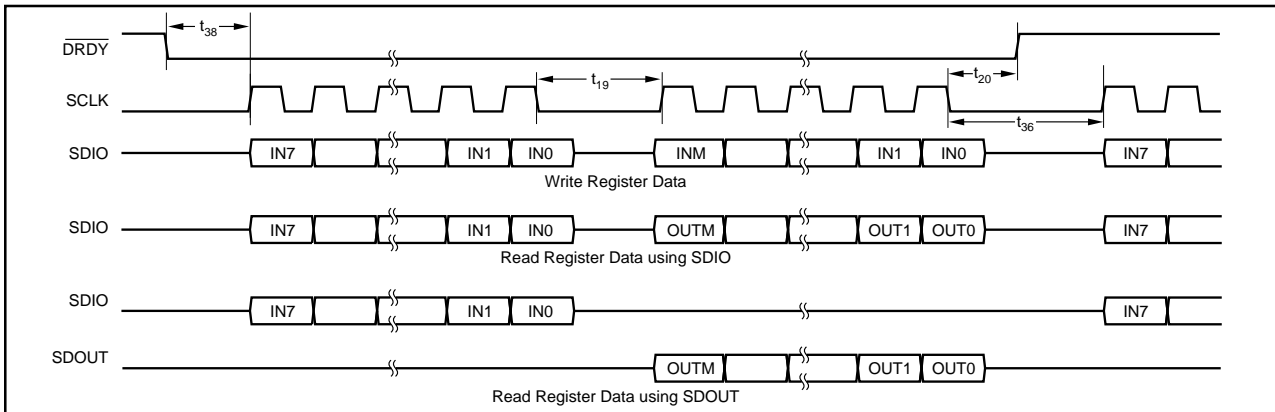 DRDY t38
SCLK t19 t20 t36
SDIO IN7 IN1 IN0 INM IN1 IN0 IN7
Write Register Data
SDIO IN7 IN1 IN0 OUTM OUT1 OUT0 IN7
Read Register Data using SDIO
SDIO IN7 IN1 IN0 IN7
SDOUT OUTM OUT1 OUT0
Read Register Data using SDOUT